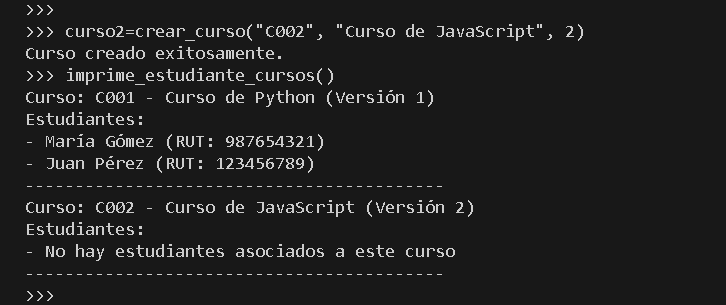 >>>
>>> curso2=crear_curso("C002", "Curso de JavaScript", 2)
Curso creado exitosamente.
>>> imprime_estudiante_cursos()
Curso: C001 - Curso de Python (Versión 1)
Estudiantes:
- María Gómez (RUT: 987654321)
- Juan Pérez (RUT: 123456789)
----------------------------------------
Curso: C002 - Curso de JavaScript (Versión 2)
Estudiantes:
- No hay estudiantes asociados a este curso
----------------------------------------
>>>